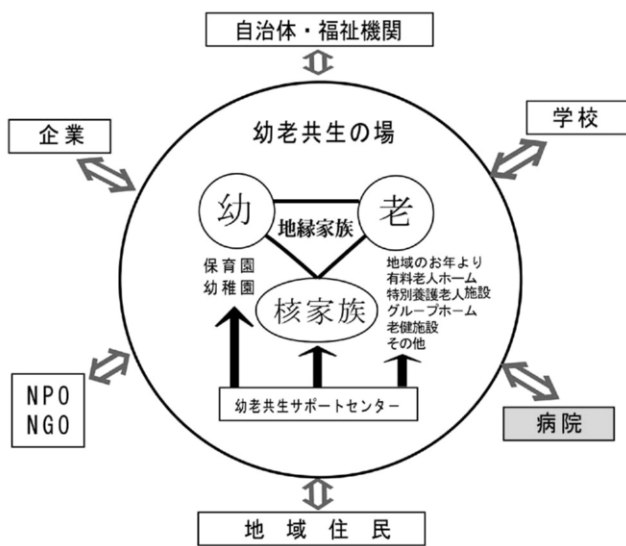 自治体・福祉機関
企業
学校
幼老共生の場
幼
老
地縁家族
保育園
幼稚園
地域のお年より
有料老人ホーム
特別養護老人施設
グループホーム
老健施設
その他
核家族
幼老共生サポートセンター
NPO
NGO
病院
地域住民